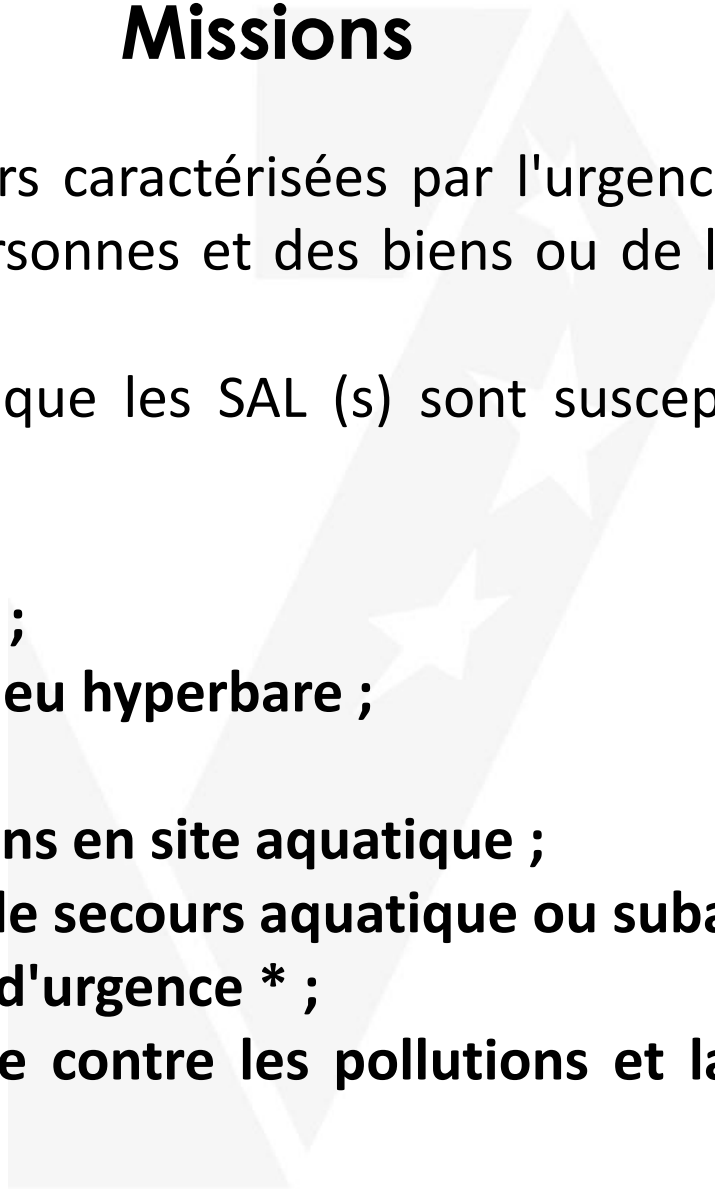 Missions
rs caractérisées par l'urgenc
rsonnes et des biens ou de l
que les SAL (s) sont suscep
;
eu hyperbare ;
ns en site aquatique ;
de secours aquatique ou suba
d'urgence * ;
e contre les pollutions et la